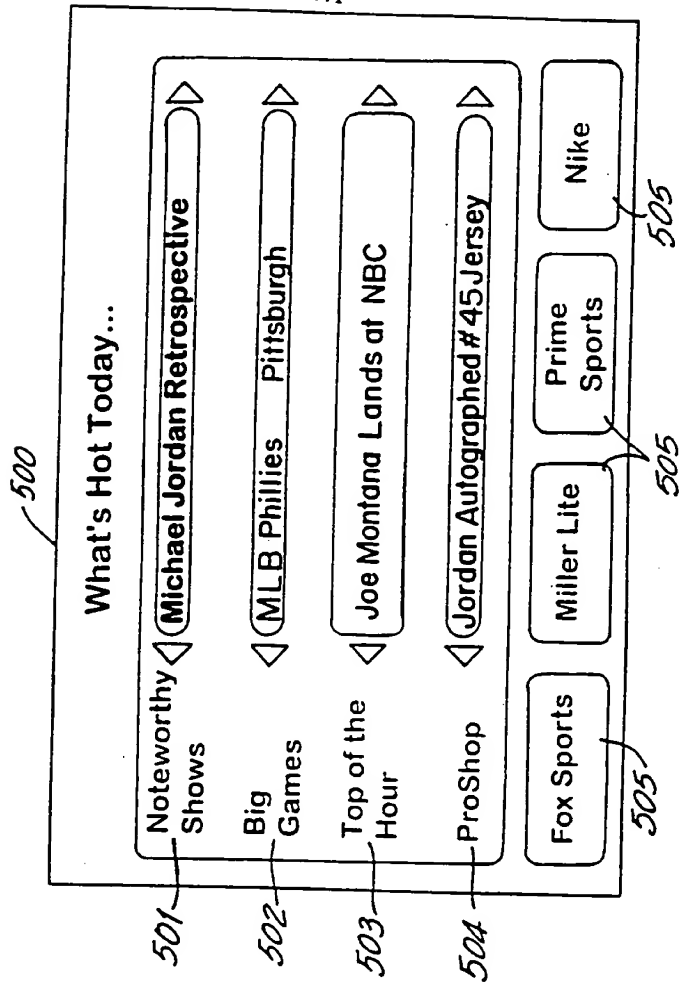 500
What's Hot Today...
501
Noteworthy
Shows
Michael Jordan Retrospective
502
Big
Games
MLB Phillies Pittsburgh
503
Top of the
Hour
Joe Montana Lands at NBC
504
ProShop
Jordan Autographed #45 Jersey
Fox Sports
Miller Lite
Prime
Sports
Nike
505
505
505